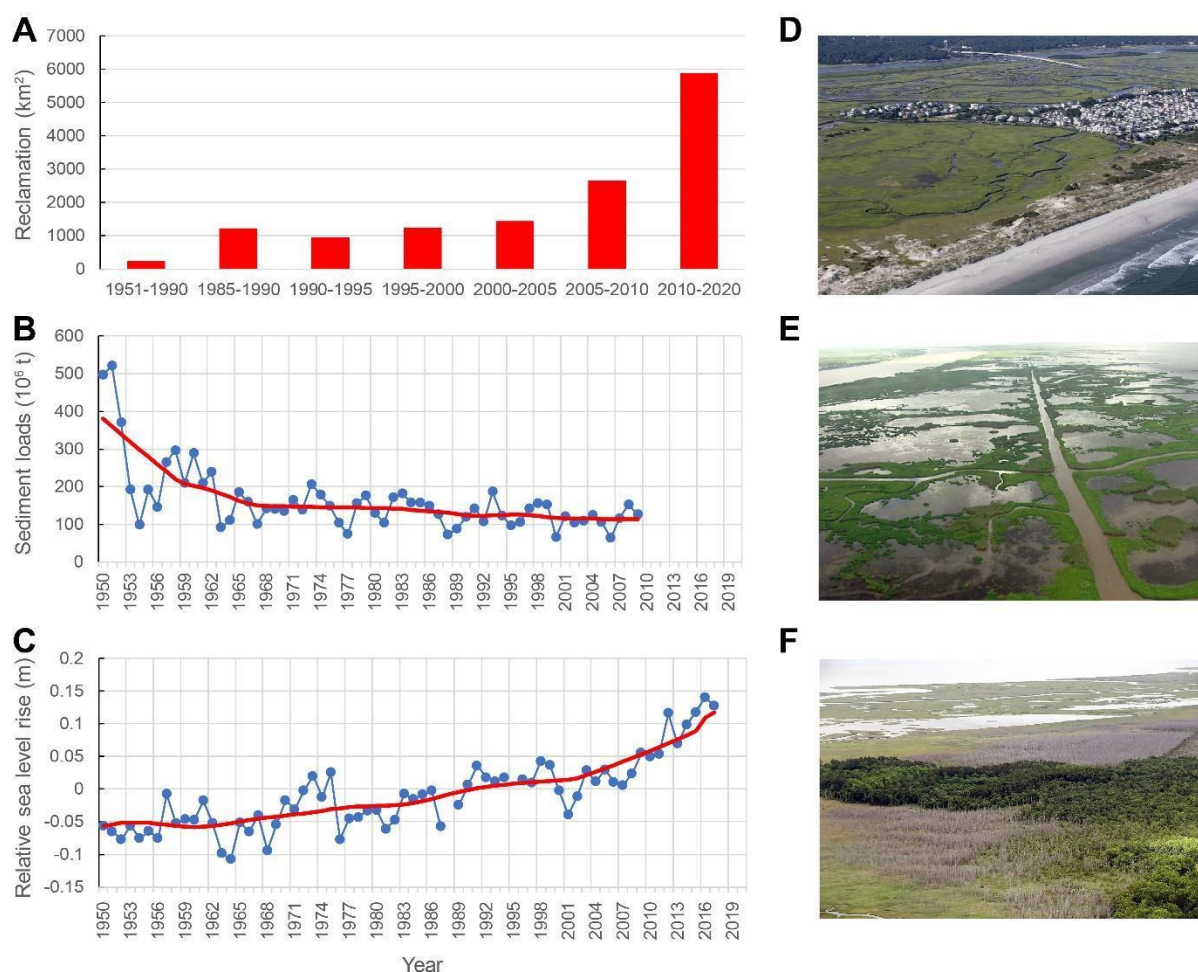 A
Reclamation (km²)
7000
6000
5000
4000
3000
2000
1000
0
1951-1990 1985-1990 1990-1995 1995-2000 2000-2005 2005-2010 2010-2020
B
Sediment loads (10⁶ t)
600
500
400
300
200
100
0
1950 1953 1956 1959 1962 1965 1968 1971 1974 1977 1980 1983 1986 1989 1992 1995 1998 2001 2004 2007 2010 2013 2016 2019
C
Relative sea level rise (m)
0.2
0.15
0.1
0.05
0
-0.05
-0.1
-0.15
1950 1953 1956 1959 1962 1965 1968 1971 1974 1977 1980 1983 1986 1989 1992 1995 1998 2001 2004 2007 2010 2013 2016 2019
Year
D
E
F